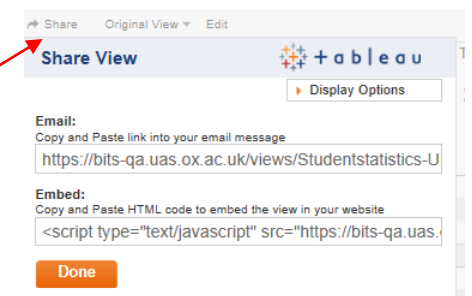 Share Original View Edit
Share View
+ a b | e a u
Display Options
Email:
Copy and Paste link into your email message
https://bits-qa.uas.ox.ac.uk/views/Studentstatistics-U
Embed:
Copy and Paste HTML code to embed the view in your website
<script type="text/javascript" src="https://bits-qa.uas.
Done